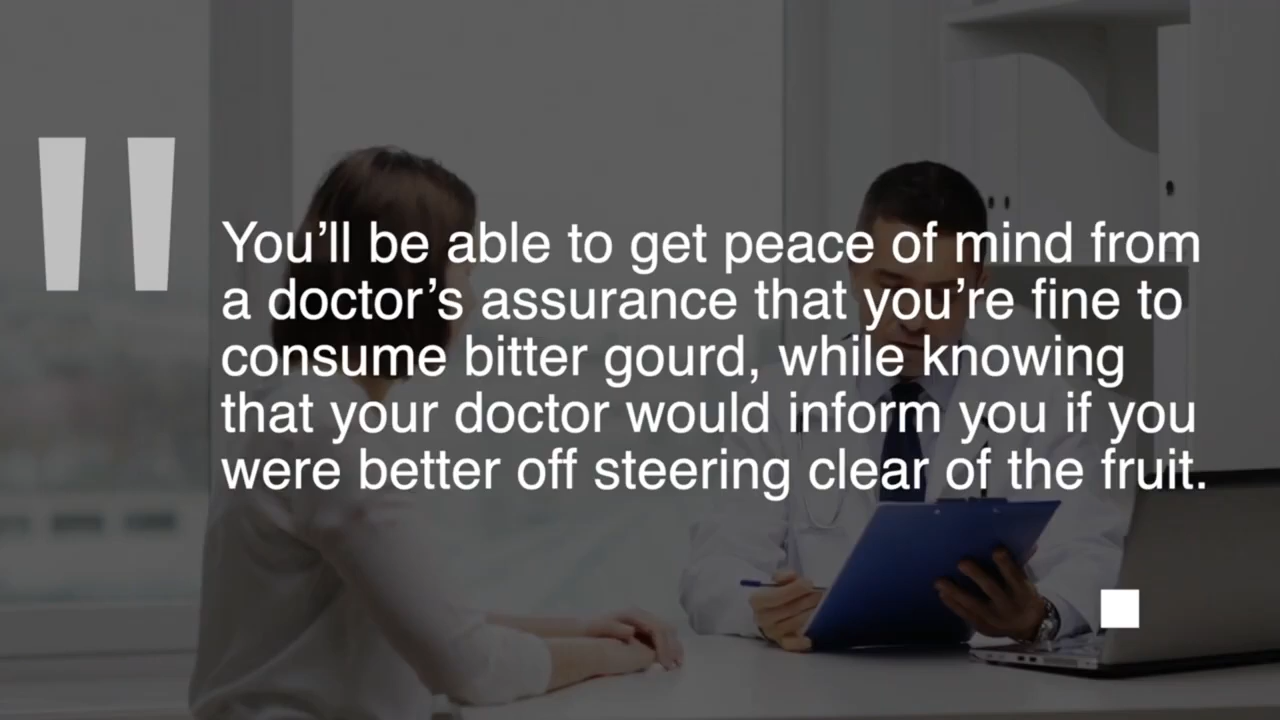 "
You’ll be able to get peace of mind from
a doctor’s assurance that you’re fine to
consume bitter gourd, while knowing
that your doctor would inform you if you
were better off steering clear of the fruit.